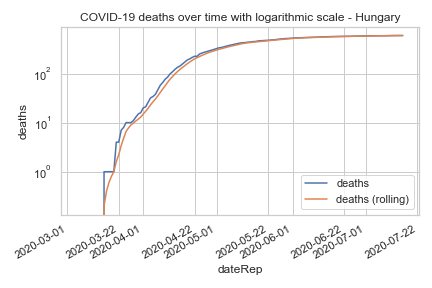 COVID-19 deaths over time with logarithmic scale - Hungary
deaths
10²
10¹
10⁰
deaths
deaths (rolling)
2020-03-01
2020-03-22
2020-04-01
2020-04-22
2020-05-01
2020-05-22
2020-06-01
2020-06-22
2020-07-01
2020-07-22
dateRep